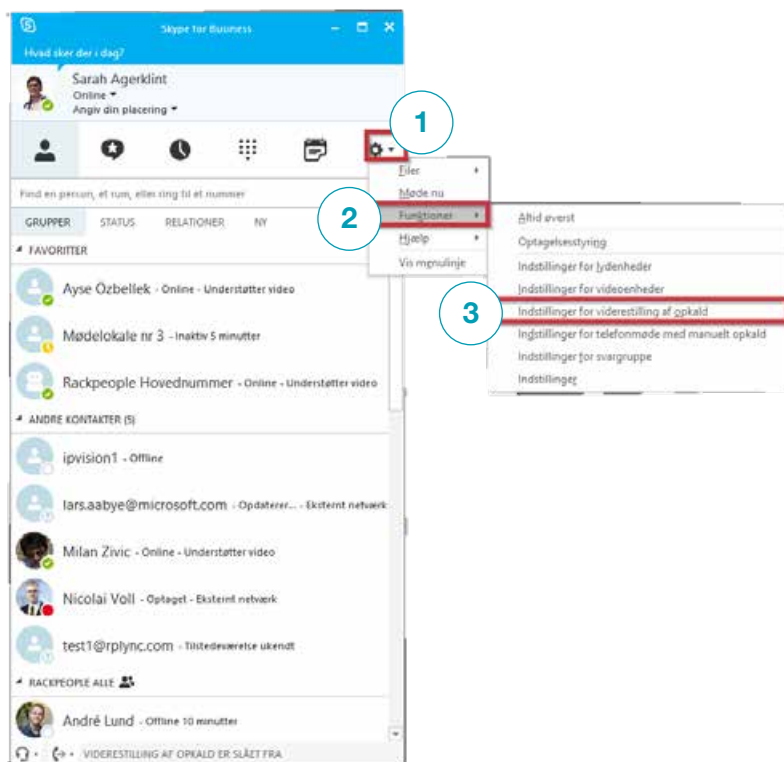 Skype for Business
Hvad sker der i dag?
Sarah Agerklint
Online
Angiv din placering
1
Find en person, et rum, eller ring til et nummer
GRUPPER STATUS RELATIONER NY
FAVORITTER
Ayse Ozbellek - Online - Understøtter video
Mødelokale nr 3 - Inaktiv 5 minutter
Rackpeople Hovednummer - Online - Understøtter video
ANDRE KONTAKTER (5)
ipvision1 - Offline
lars.aabye@microsoft.com - Opdaterer... - Eksternt netværk
Milan Zivic - Online - Understøtter video
Nicolai Voll - Optaget - Eksternt netværk
test1@rplync.com - Tilstedeværelse ukendt
RACKPEOPLE ALLE
André Lund - Offline 10 minutter
VIDERESTILLING AF OPKALD ER SLÅET FRA
Filer
Møde nu
2
Funktioner
Hjælp
Vis menulinje
Altid øverst
Optagelsesstyring
Indstillinger for lydenheder
Indstillinger for videoenheder
3
Indstillinger for viderestilling af opkald
Indstillinger for telefonmøde med manuelt opkald
Indstillinger for svargruppe
Indstillinger